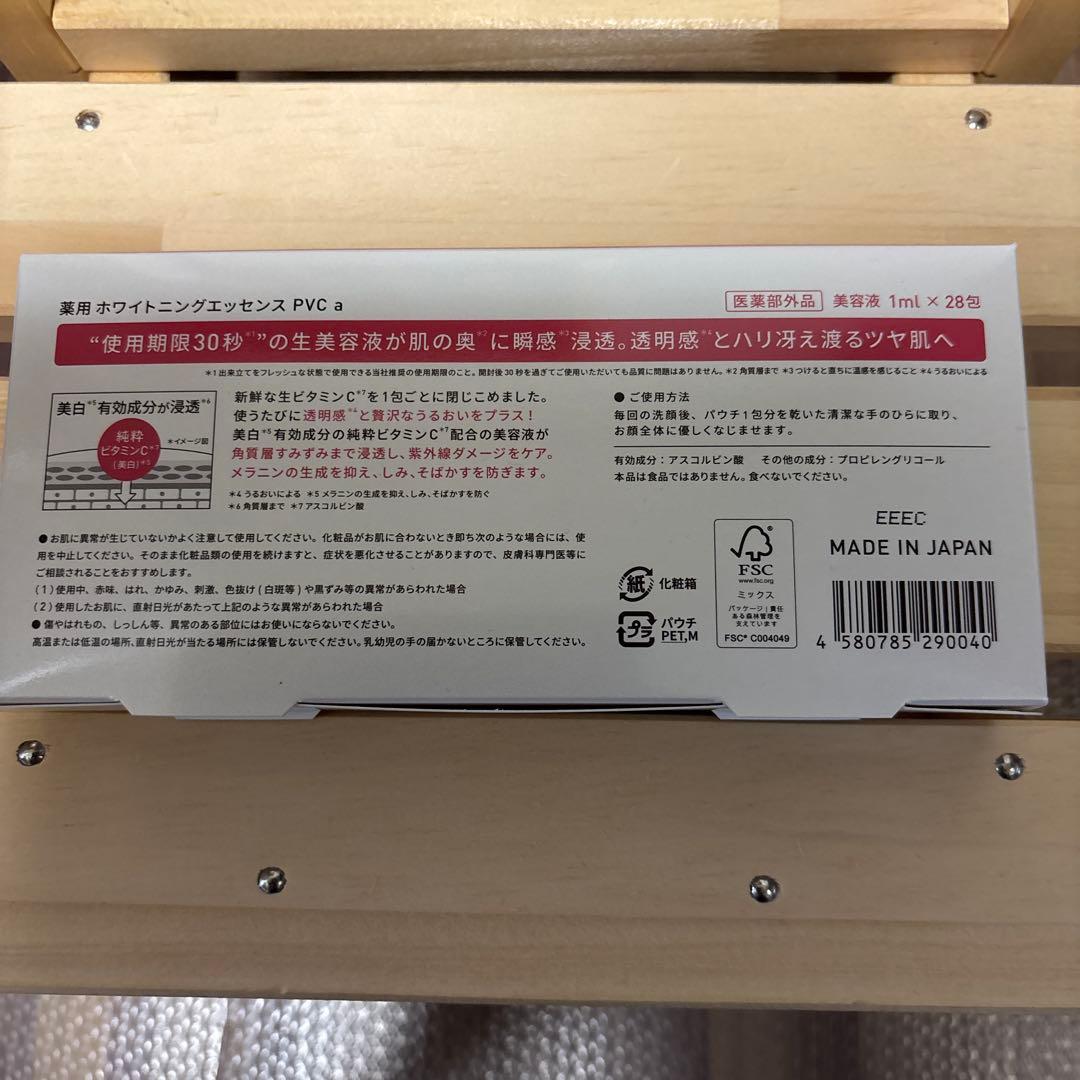 薬用 ホワイトニングエッセンス PVC a
医薬部外品 美容液 1ml × 28包
“使用期限30秒*1”の生美容液が肌の奥*2に瞬感*3浸透。透明感*4とハリ冴え渡るツヤ肌へ
*1 出来立てをフレッシュな状態で使用できる当社推奨の使用期限のこと。開封後30秒を過ぎてご使用いただいても品質に問題はありません。*2 角質層まで *3 つけると直ちに温感を感じること *4 うるおいによる
美白*5有効成分が浸透*6
純粋
ビタミンC*7
(美白)*5
*イメージ図
新鮮な生ビタミンC*7を1包ごとに閉じこめました。
使うたびに透明感*4と贅沢なうるおいをプラス!
美白*5有効成分の純粋ビタミンC*7配合の美容液が
角質層すみずみまで浸透し、紫外線ダメージをケア。
メラニンの生成を抑え、しみ、そばかすを防ぎます。
*4 うるおいによる *5 メラニンの生成を抑え、しみ、そばかすを防ぐ
*6 角質層まで *7 アスコルビン酸
● ご使用方法
毎回の洗顔後、パウチ1包分を乾いた清潔な手のひらに取り、
お顔全体に優しくなじませます。
有効成分：アスコルビン酸 その他の成分：プロピレングリコール
本品は食品ではありません。食べないでください。
● お肌に異常が生じていないかよく注意して使用してください。化粧品がお肌に合わないとき即ち次のような場合には、使
用を中止してください。そのまま化粧品類の使用を続けますと、症状を悪化させることがありますので、皮膚科専門医等に
ご相談されることをおすすめします。
(1)使用中、赤味、はれ、かゆみ、刺激、色抜け(白斑等)や黒ずみ等の異常があらわれた場合
(2)使用したお肌に、直射日光があたって上記のような異常があらわれた場合
● 傷やはれもの、しっしん等、異常のある部位にはお使いにならないでください。
高温または低温の場所、直射日光が当たる場所には保管しないでください。乳幼児の手の届かないところに保管してください。
紙 化粧箱
プラ パウチ
PET,M
FSC
www.fsc.org
ミックス
パッケージ｜責任
ある森林管理を
支えています
FSC® C004049
EEEC
MADE IN JAPAN
4 580785 290040